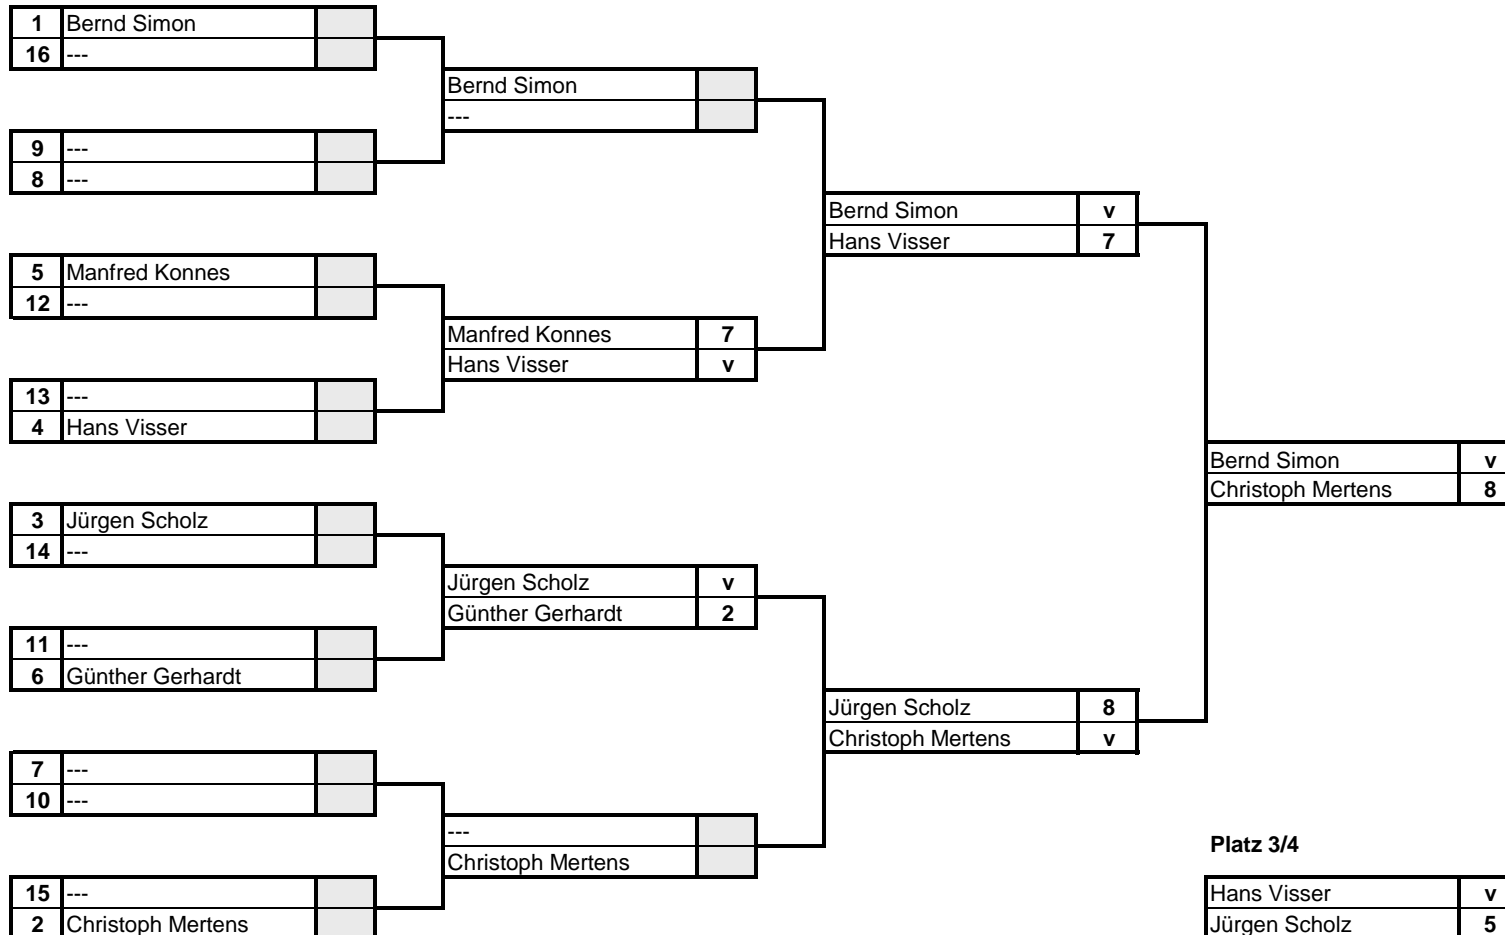 1 Bernd Simon
16 ---
9 ---
8 ---
5 Manfred Konnes
12 ---
13 ---
4 Hans Visser
3 Jürgen Scholz
14 ---
11 ---
6 Günther Gerhardt
7 ---
10 ---
15 ---
2 Christoph Mertens
Bernd Simon
---
Manfred Konnes 7
Hans Visser v
Jürgen Scholz v
Günther Gerhardt 2
---
Christoph Mertens
Bernd Simon v
Hans Visser 7
Jürgen Scholz 8
Christoph Mertens v
Bernd Simon v
Christoph Mertens 8
Platz 3/4
Hans Visser v
Jürgen Scholz 5